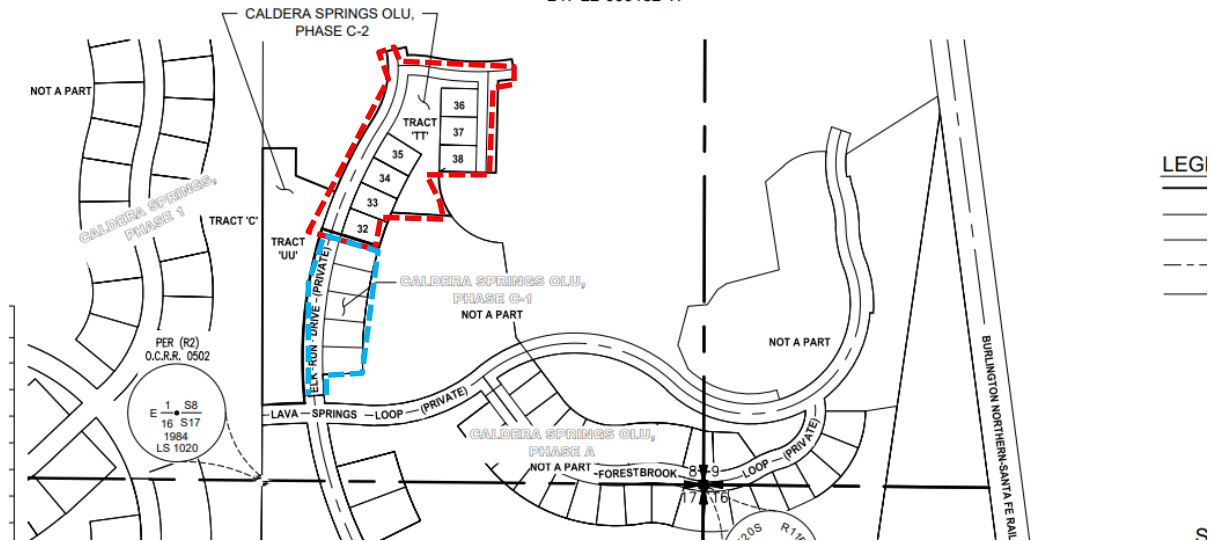 CALDERA SPRINGS OLU,
PHASE C-2
NOT A PART
36
TRACT
'TT'
37
38
35
34
33
32
LEGE
CALDERA SPRINGS,
PHASE 1
TRACT 'C'
TRACT
'UU'
ELK RUN DRIVE (PRIVATE)
CALDERA SPRINGS OLU,
PHASE C-1
NOT A PART
NOT A PART
BURLINGTON NORTHERN-SANTA FE RAIL
PER (R2)
O.C.R.R. 0502
E 1 S8
16 S17
1984
LS 1020
LAVA SPRINGS LOOP (PRIVATE)
CALDERA SPRINGS OLU,
PHASE A
NOT A PART
FORESTBROOK LOOP (PRIVATE)
8 9
17 16
20S R11
S